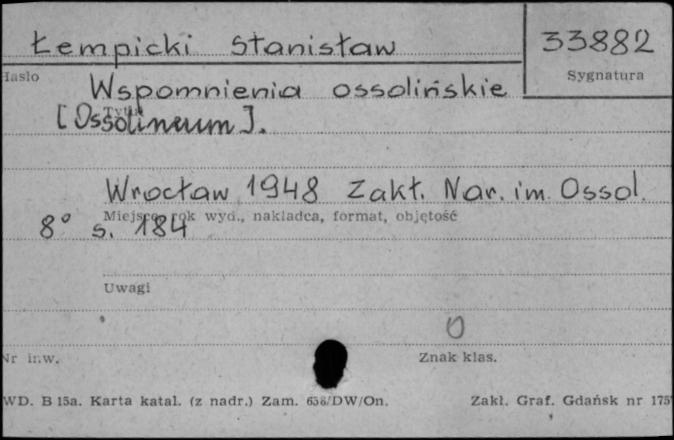 Łempicki Stanisław 33882
Hasło Sygnatura
Wspomnienia ossolińskie
Tytuł
[Ossolineum].
Wrocław 1948 Zakł. Nar. im. Ossol.
Miejsce, rok wyd., nakładca, format, objętość
8° s. 184
Uwagi
0
Nr inw. Znak klas.
WD. B 15a. Karta katal. (z nadr.) Zam. 656/DW/On. Zakł. Graf. Gdańsk nr 175